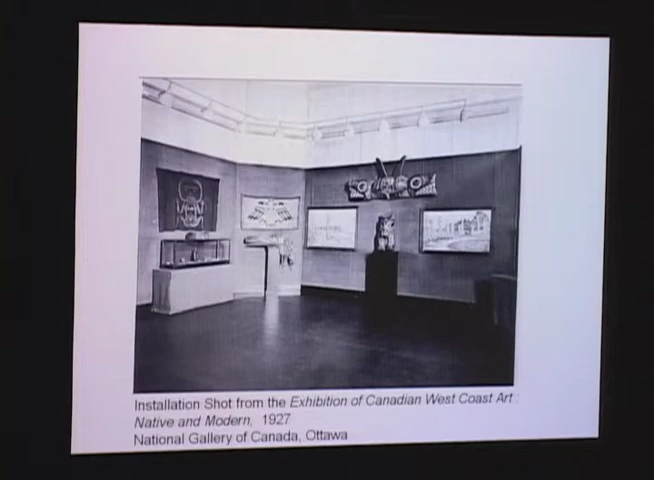 Installation Shot from the Exhibition of Canadian West Coast Art :
Native and Modern, 1927
National Gallery of Canada, Ottawa